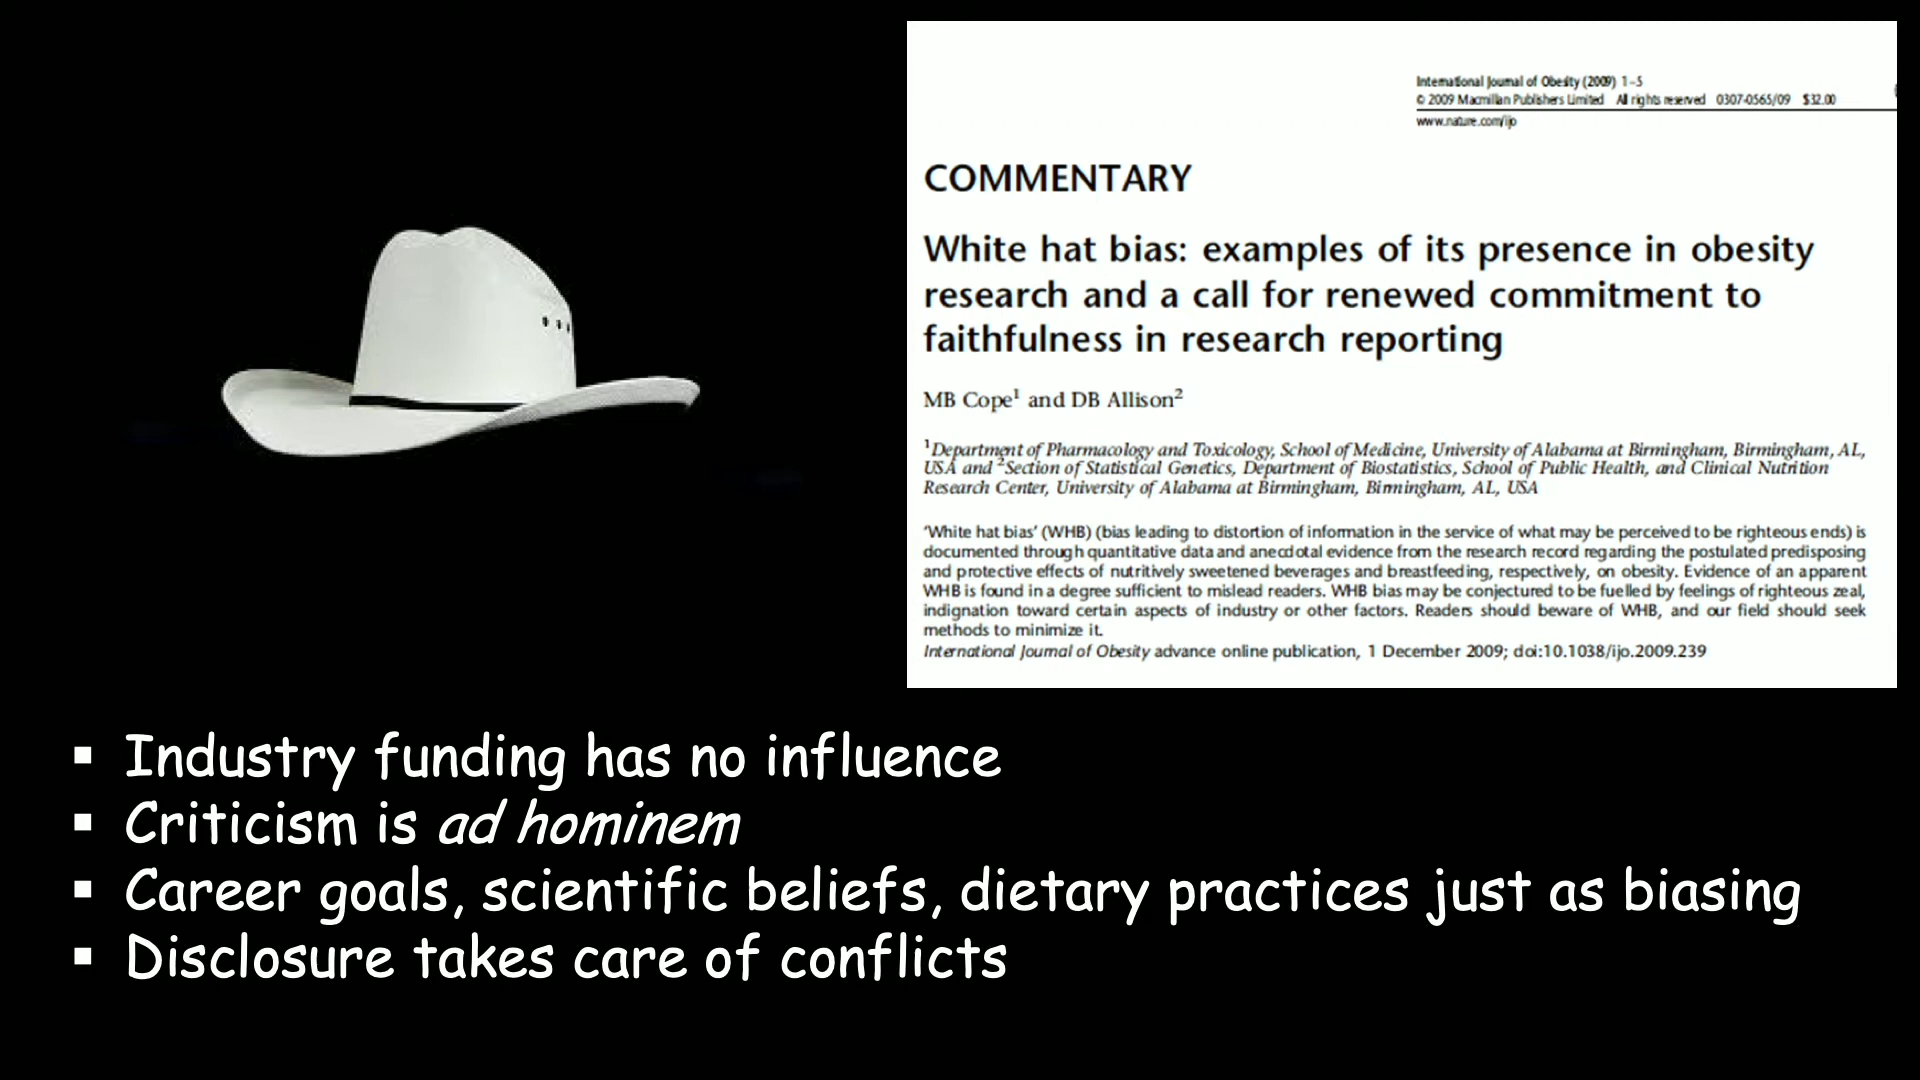 International Journal of Obesity (2009) 1–5
© 2009 Macmillan Publishers Limited All rights reserved 0307-0565/09 $32.00
www.nature.com/ijo
COMMENTARY
White hat bias: examples of its presence in obesity
research and a call for renewed commitment to
faithfulness in research reporting
MB Cope¹ and DB Allison²
¹Department of Pharmacology and Toxicology, School of Medicine, University of Alabama at Birmingham, Birmingham, AL,
USA and ²Section of Statistical Genetics, Department of Biostatistics, School of Public Health, and Clinical Nutrition
Research Center, University of Alabama at Birmingham, Birmingham, AL, USA
'White hat bias' (WHB) (bias leading to distortion of information in the service of what may be perceived to be righteous ends) is
documented through quantitative data and anecdotal evidence from the research record regarding the postulated predisposing
and protective effects of nutritively sweetened beverages and breastfeeding, respectively, on obesity. Evidence of an apparent
WHB is found in a degree sufficient to mislead readers. WHB bias may be conjectured to be fuelled by feelings of righteous zeal,
indignation toward certain aspects of industry or other factors. Readers should beware of WHB, and our field should seek
methods to minimize it.
International Journal of Obesity advance online publication, 1 December 2009; doi:10.1038/ijo.2009.239
▪ Industry funding has no influence
▪ Criticism is ad hominem
▪ Career goals, scientific beliefs, dietary practices just as biasing
▪ Disclosure takes care of conflicts